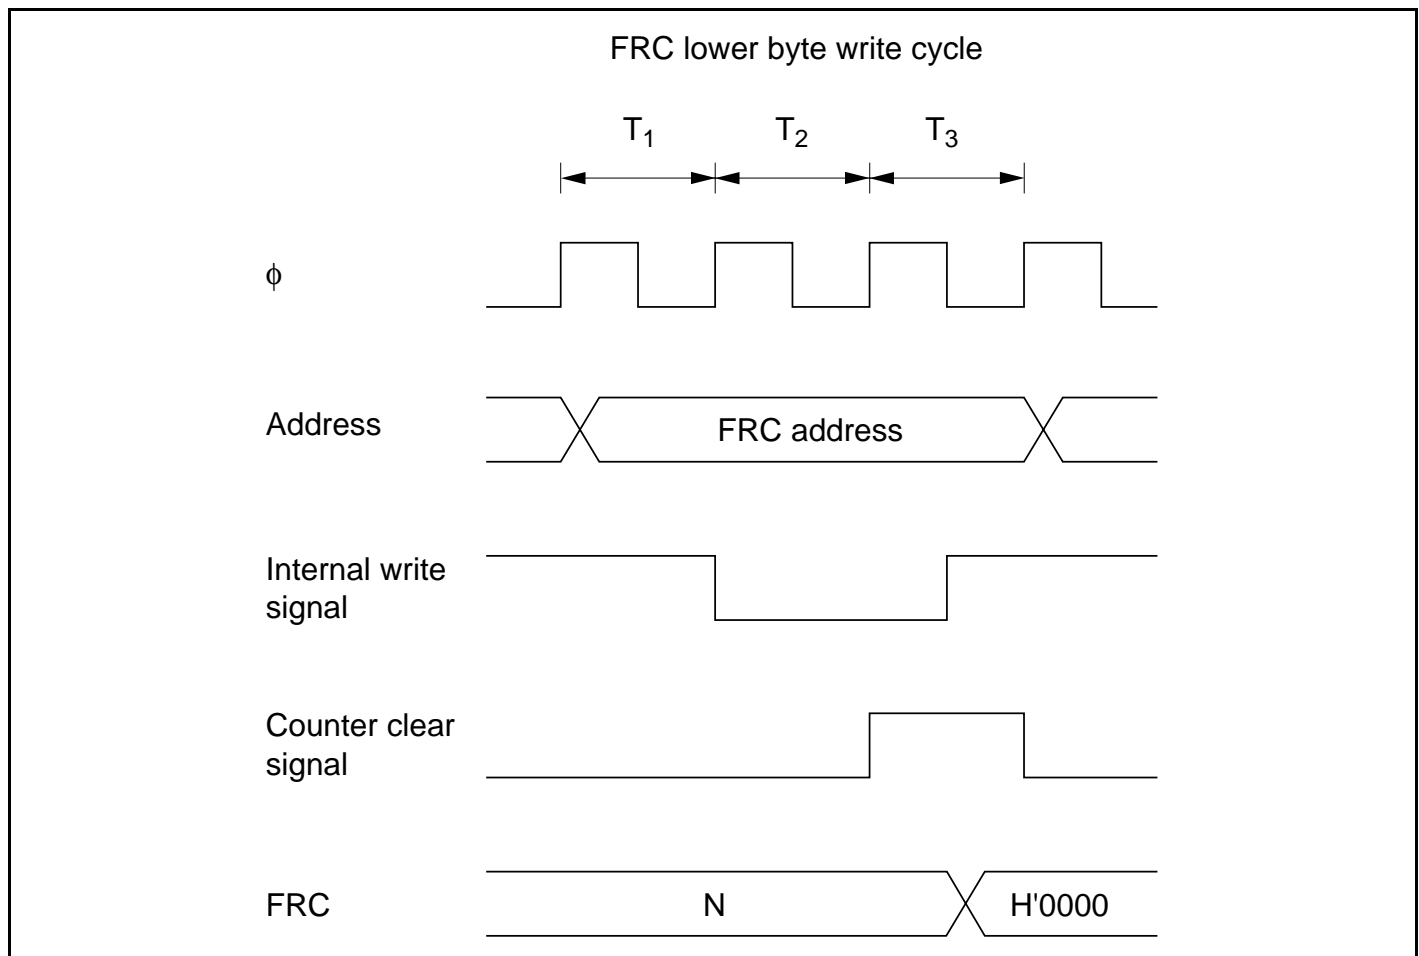 FRC lower byte write cycle
T1 T2 T3
ϕ
Address
FRC address
Internal write
signal
Counter clear
signal
FRC
N
H'0000